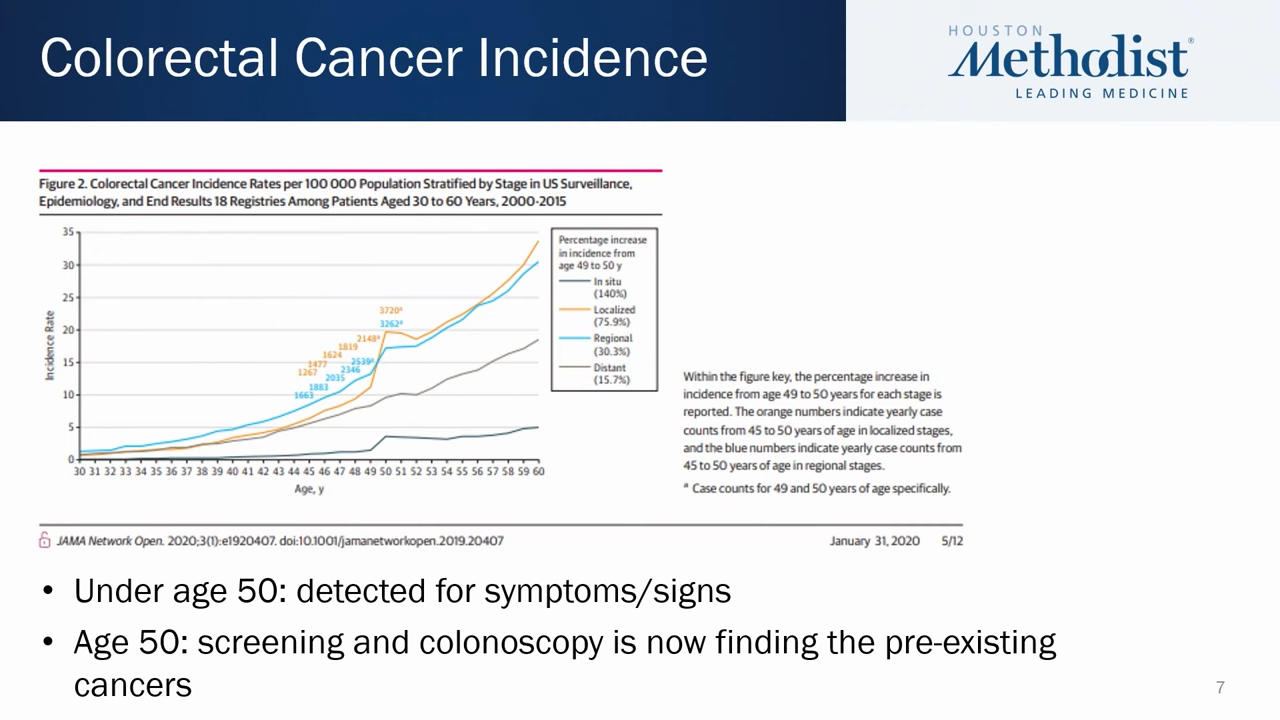 Colorectal Cancer Incidence
HOUSTON
Methodist®
LEADING MEDICINE
Figure 2. Colorectal Cancer Incidence Rates per 100 000 Population Stratified by Stage in US Surveillance,
Epidemiology, and End Results 18 Registries Among Patients Aged 30 to 60 Years, 2000-2015
35
30
25
20
15
10
5
0
Incidence Rate
3720ª
3262ª
2148ª
1819
1624
1477
1267
2539ª
2346
2035
1883
1663
30 31 32 33 34 35 36 37 38 39 40 41 42 43 44 45 46 47 48 49 50 51 52 53 54 55 56 57 58 59 60
Age, y
Percentage increase
in incidence from
age 49 to 50 y
In situ
(140%)
Localized
(75.9%)
Regional
(30.3%)
Distant
(15.7%)
Within the figure key, the percentage increase in
incidence from age 49 to 50 years for each stage is
reported. The orange numbers indicate yearly case
counts from 45 to 50 years of age in localized stages,
and the blue numbers indicate yearly case counts from
45 to 50 years of age in regional stages.
ª Case counts for 49 and 50 years of age specifically.
JAMA Network Open. 2020;3(1):e1920407. doi:10.1001/jamanetworkopen.2019.20407
January 31, 2020 5/12
• Under age 50: detected for symptoms/signs
• Age 50: screening and colonoscopy is now finding the pre-existing
cancers
7